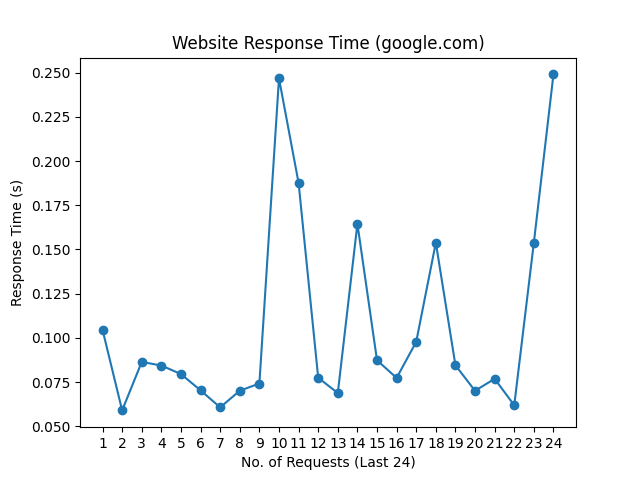 Website Response Time (google.com)
0.250
0.225
0.200
0.175
0.150
0.125
0.100
0.075
0.050
Response Time (s)
1 2 3 4 5 6 7 8 9 10 11 12 13 14 15 16 17 18 19 20 21 22 23 24
No. of Requests (Last 24)